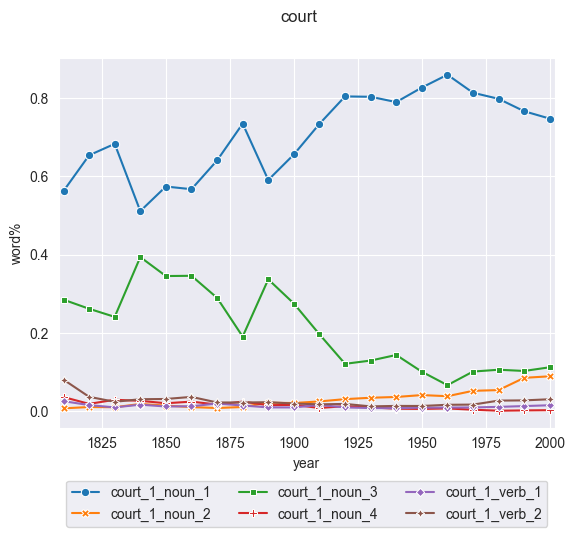 court
0.8
0.6
0.4
0.2
0.0
word%
1825 1850 1875 1900 1925 1950 1975 2000
year
court_1_noun_1 court_1_noun_3 court_1_verb_1
court_1_noun_2 court_1_noun_4 court_1_verb_2